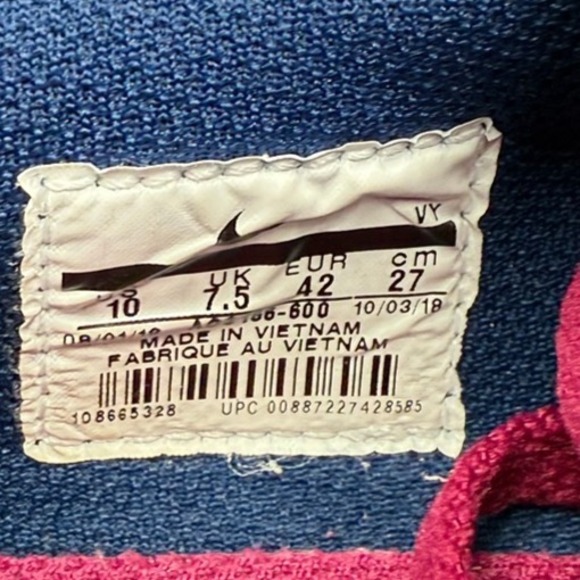 VY
US UK EUR cm
10 7.5 42 27
10/03/18
MADE IN VIETNAM
FABRIQUE AU VIETNAM
108665328 UPC 00887227428585